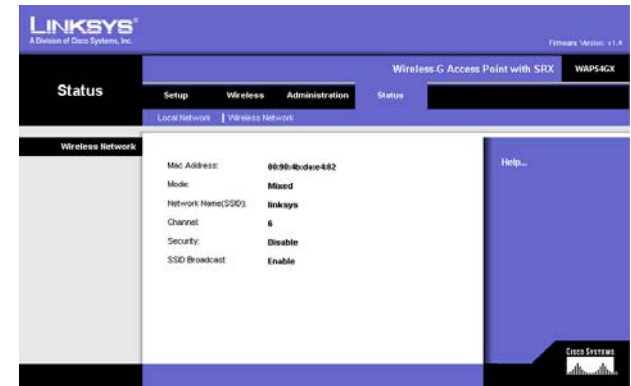 LINKSYS®
A Division of Cisco Systems, Inc.
Firmware Version: v1.4
Wireless-G Access Point with SRX WAP54GX
Status
Setup Wireless Administration Status
Local Network | Wireless Network
Wireless Network
Mac Address:
Mode: Mixed
Network Name(SSID): linksys
Channel: 6
Security: Disable
SSID Broadcast: Enable
Help...
CISCO SYSTEMS